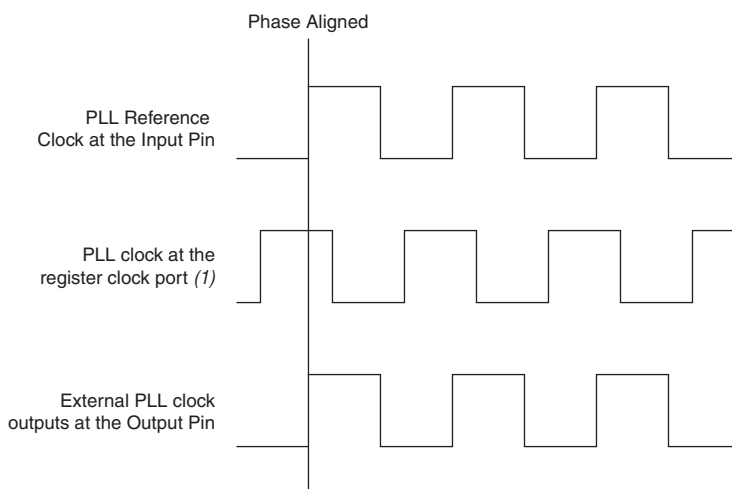 Phase Aligned
PLL Reference
Clock at the Input Pin
PLL clock at the
register clock port (1)
External PLL clock
outputs at the Output Pin